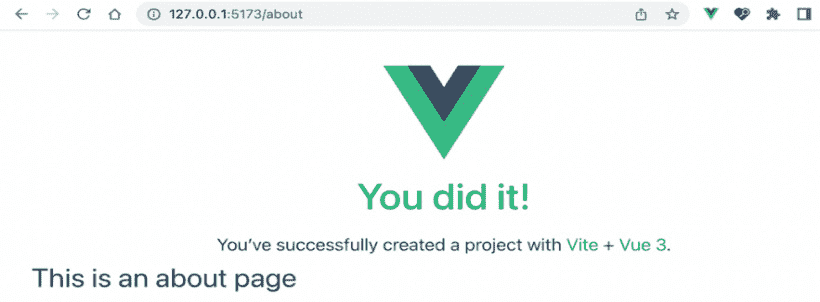 127.0.0.1:5173/about
You did it!
You've successfully created a project with Vite + Vue 3.
This is an about page